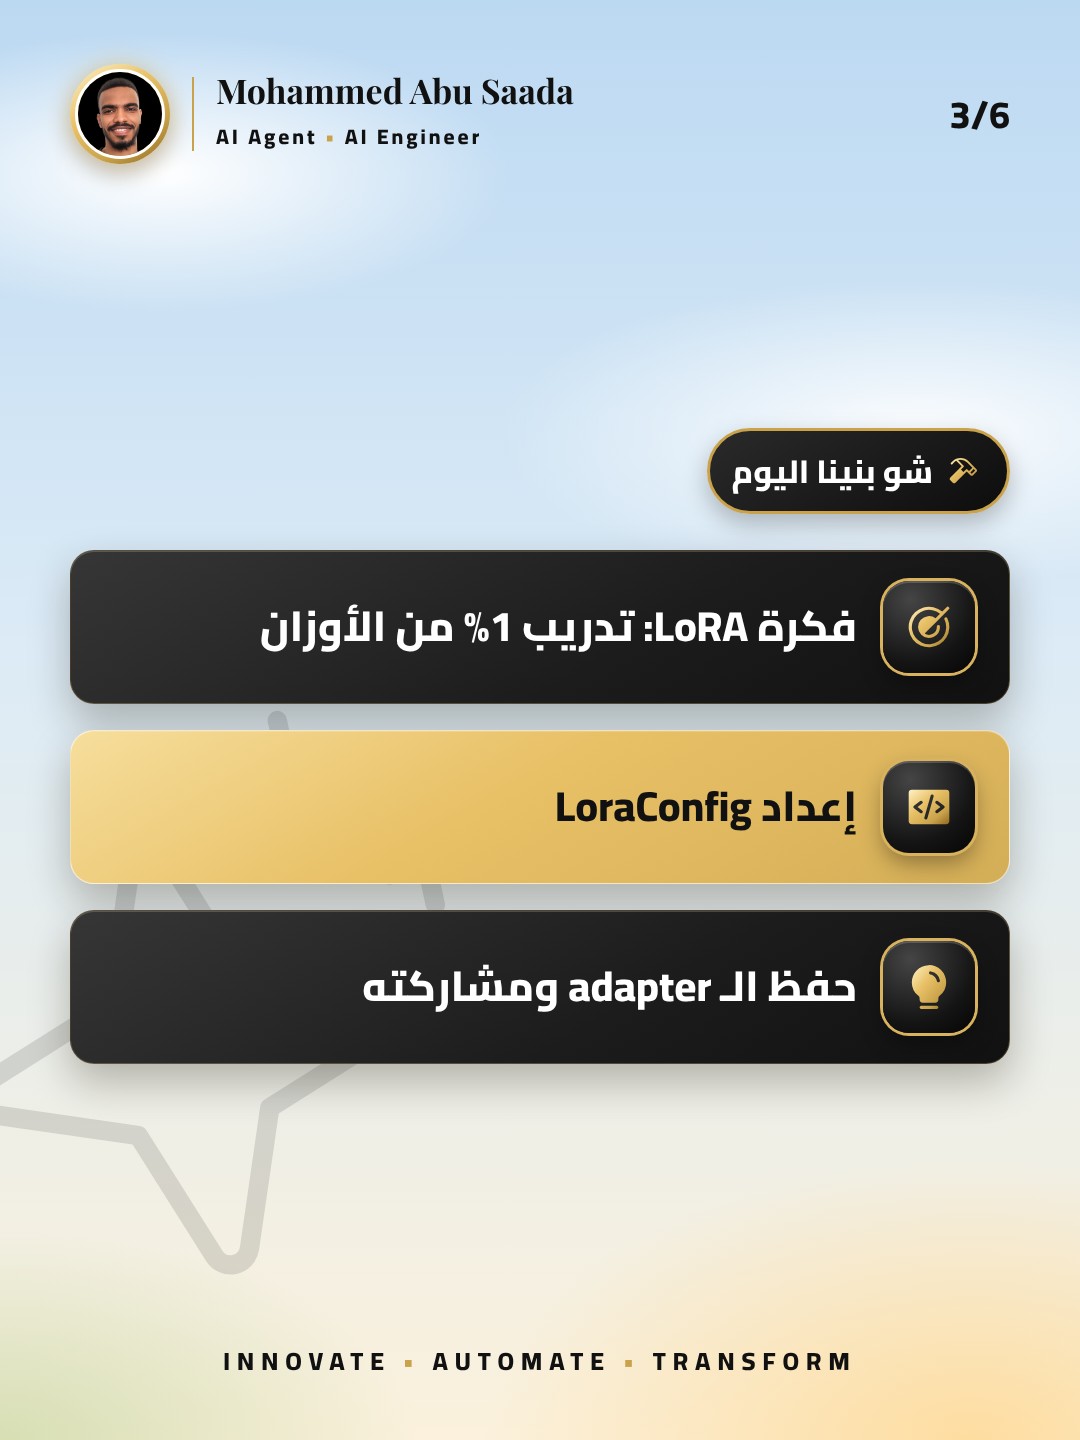 Mohammed Abu Saada
AI Agent ▪ AI Engineer
3/6
شو بنينا اليوم
فكرة LoRA: تدريب 1% من الأوزان
إعداد LoraConfig
حفظ الـ adapter ومشاركته
INNOVATE ▪ AUTOMATE ▪ TRANSFORM